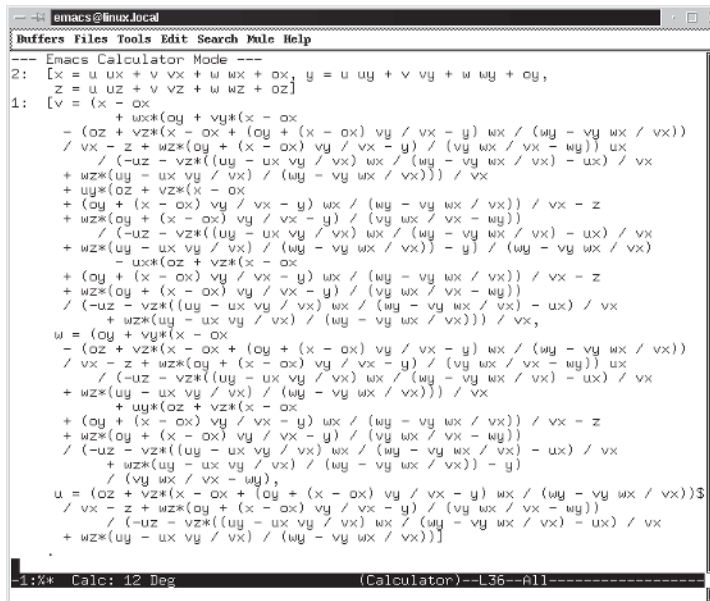 emacs@linux.local
Buffers Files Tools Edit Search Mule Help
--- Emacs Calculator Mode ---
2:  [x = u ux + v vx + w wx + ox, y = u uy + v vy + w wy + oy,
      z = u uz + v vz + w wz + oz]
1:  [v = (x - ox
              + wx*(oy + vy*(x - ox
       - (oz + vz*(x - ox + (oy + (x - ox) vy / vx - y) wx / (wy - vy wx / vx))
       / vx - z + wz*(oy + (x - ox) vy / vx - y) / (vy wx / vx - wy)) ux
            / (-uz - vz*((uy - ux vy / vx) wx / (wy - vy wx / vx) - ux) / vx
       + wz*(uy - ux vy / vx) / (wy - vy wx / vx))) / vx
       + uy*(oz + vz*(x - ox
       + (oy + (x - ox) vy / vx - y) wx / (wy - vy wx / vx)) / vx - z
       + wz*(oy + (x - ox) vy / vx - y) / (vy wx / vx - wy))
            / (-uz - vz*((uy - ux vy / vx) wx / (wy - vy wx / vx) - ux) / vx
       + wz*(uy - ux vy / vx) / (wy - vy wx / vx)) - y) / (wy - vy wx / vx)
              - ux*(oz + vz*(x - ox
       + (oy + (x - ox) vy / vx - y) wx / (wy - vy wx / vx)) / vx - z
       + wz*(oy + (x - ox) vy / vx - y) / (vy wx / vx - wy))
       / (-uz - vz*((uy - ux vy / vx) wx / (wy - vy wx / vx) - ux) / vx
             + wz*(uy - ux vy / vx) / (wy - vy wx / vx))) / vx,
      w = (oy + vy*(x - ox
       - (oz + vz*(x - ox + (oy + (x - ox) vy / vx - y) wx / (wy - vy wx / vx))
       / vx - z + wz*(oy + (x - ox) vy / vx - y) / (vy wx / vx - wy)) ux
             / (-uz - vz*((uy - ux vy / vx) wx / (wy - vy wx / vx) - ux) / vx
       + wz*(uy - ux vy / vx) / (wy - vy wx / vx))) / vx
              + uy*(oz + vz*(x - ox
       + (oy + (x - ox) vy / vx - y) wx / (wy - vy wx / vx)) / vx - z
       + wz*(oy + (x - ox) vy / vx - y) / (vy wx / vx - wy))
       / (-uz - vz*((uy - ux vy / vx) wx / (wy - vy wx / vx) - ux) / vx
             + wz*(uy - ux vy / vx) / (wy - vy wx / vx)) - y)
             / (vy wx / vx - wy),
      u = (oz + vz*(x - ox + (oy + (x - ox) vy / vx - y) wx / (wy - vy wx / vx))$
       / vx - z + wz*(oy + (x - ox) vy / vx - y) / (vy wx / vx - wy))
             / (-uz - vz*((uy - ux vy / vx) wx / (wy - vy wx / vx) - ux) / vx
       + wz*(uy - ux vy / vx) / (wy - vy wx / vx))]
    .
-1:%*  Calc: 12 Deg                    (Calculator)--L36--All------------------